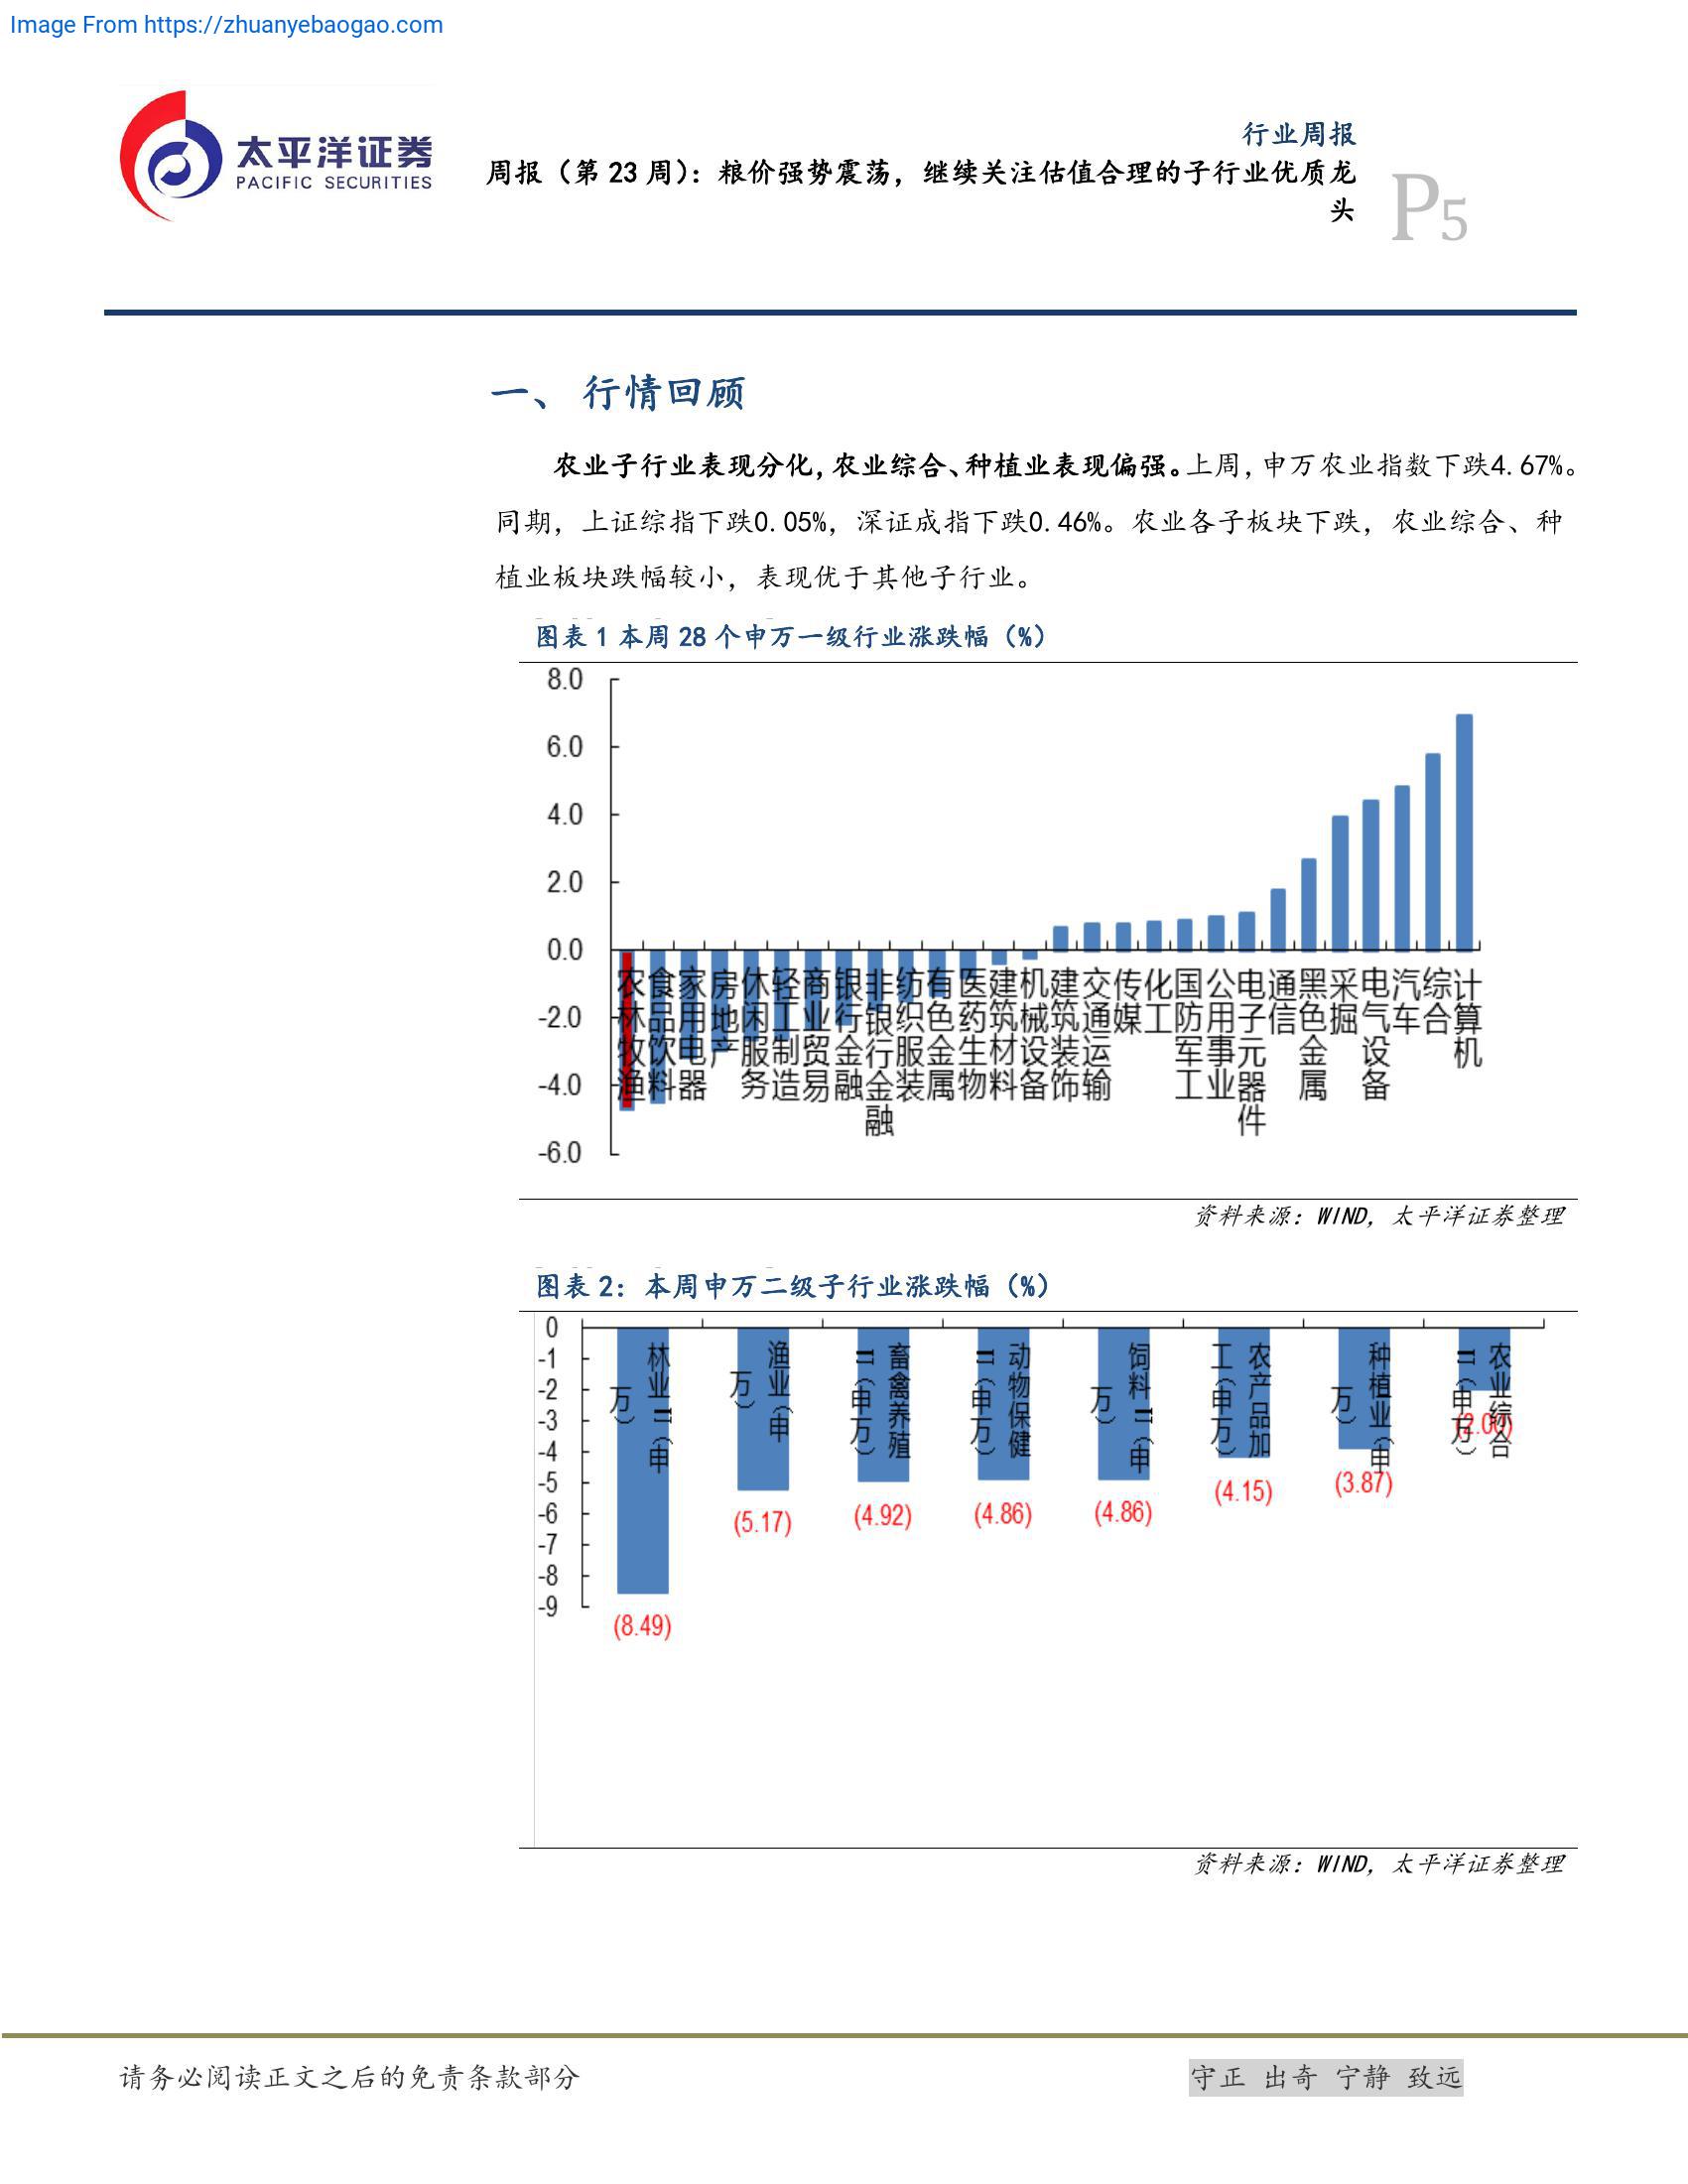 Image From https://zhuanyebaogao.com
太平洋证券
PACIFIC SECURITIES
行业周报
周报（第 23 周）：粮价强势震荡，继续关注估值合理的子行业优质龙
头
P5
一、 行情回顾
农业子行业表现分化，农业综合、种植业表现偏强。上周，申万农业指数下跌4.67%。
同期，上证综指下跌0.05%，深证成指下跌0.46%。农业各子板块下跌，农业综合、种
植业板块跌幅较小，表现优于其他子行业。
图表 1 本周 28 个申万一级行业涨跌幅（%）
8.0
6.0
4.0
2.0
0.0
-2.0
-4.0
-6.0
农林牧渔
食品饮料
家用电器
房地产
休闲服务
轻工制造
商业贸易
银行金融
非银行金融
纺织服装
有色金属
医药生物
建筑材料
机械设备
建筑装饰
交通运输
传媒
化工
国防军工
公用事业
电子元器件
通信
黑色金属
采掘
电气设备
汽车
综合
计算机
资料来源：WIND，太平洋证券整理
图表 2：本周申万二级子行业涨跌幅（%）
0
-1
-2
-3
-4
-5
-6
-7
-8
-9
林业II（申
万）
渔业（申
万）
畜禽养殖
II（申万）
动物保健
II（申万）
饲料II（申
万）
农产品加
工（申万）
种植业（申
万）
农业综合
II（申万）
(8.49)
(5.17)
(4.92)
(4.86)
(4.86)
(4.15)
(3.87)
(2.00)
资料来源：WIND，太平洋证券整理
请务必阅读正文之后的免责条款部分
守正 出奇 宁静 致远